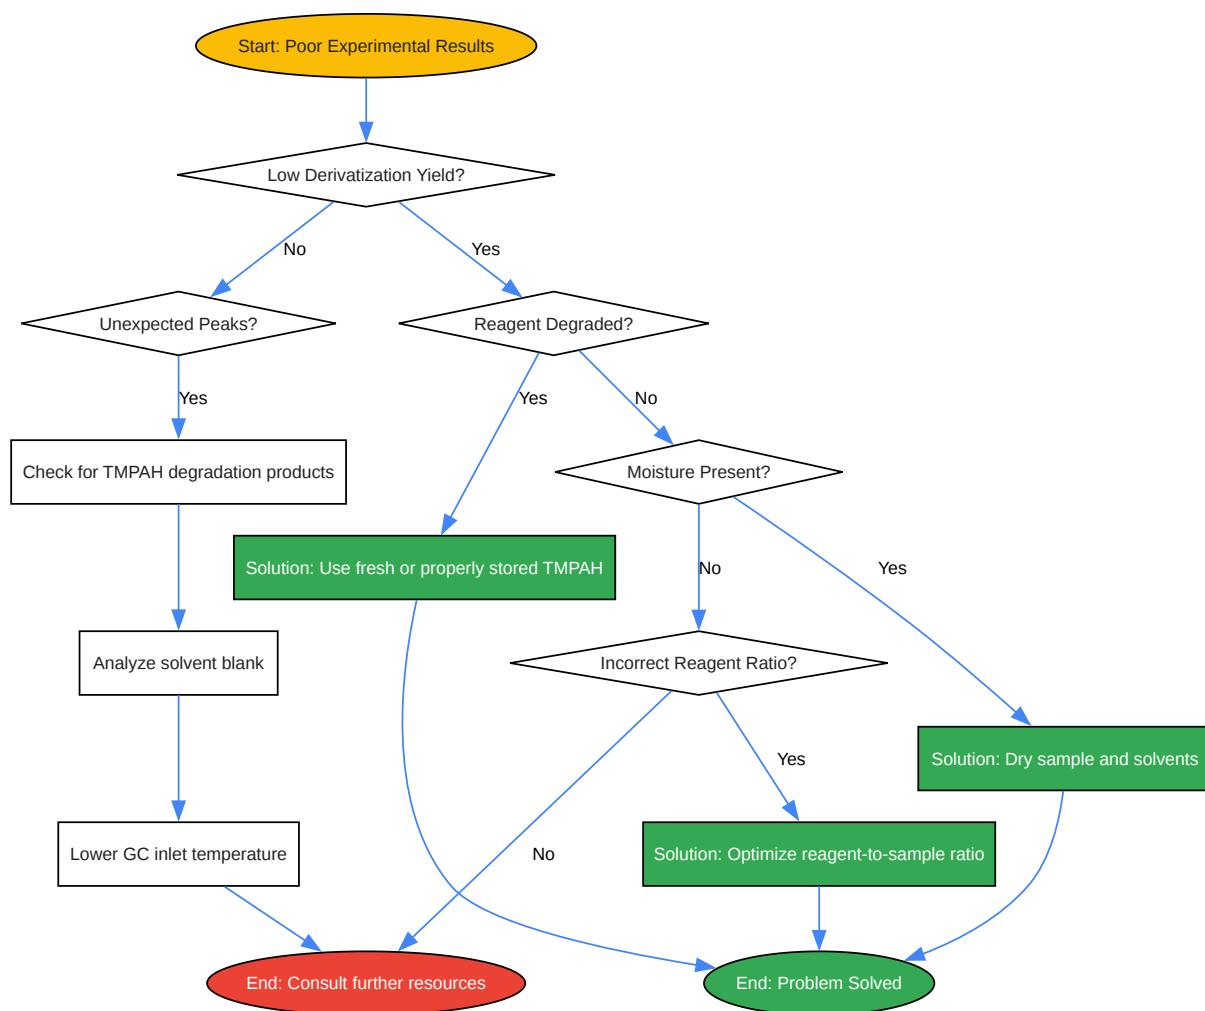 Start: Poor Experimental Results
Low Derivatization Yield?
No
Yes
Unexpected Peaks?
Reagent Degraded?
Yes
Yes
No
Check for TMPAH degradation products
Moisture Present?
Solution: Use fresh or properly stored TMPAH
No
Yes
Analyze solvent blank
Incorrect Reagent Ratio?
Yes
Solution: Dry sample and solvents
Lower GC inlet temperature
No
Solution: Optimize reagent-to-sample ratio
End: Consult further resources
End: Problem Solved